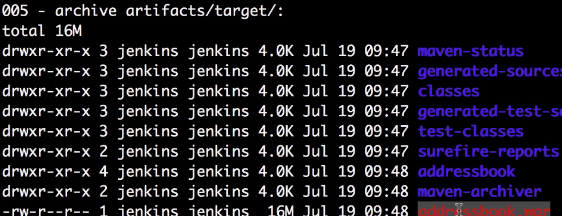 005 - archive artifacts/target/:
total 16M
drwxr-xr-x 3 jenkins jenkins 4.0K Jul 19 09:47 maven-status
drwxr-xr-x 3 jenkins jenkins 4.0K Jul 19 09:47 generated-sources
drwxr-xr-x 3 jenkins jenkins 4.0K Jul 19 09:47 classes
drwxr-xr-x 3 jenkins jenkins 4.0K Jul 19 09:47 generated-test-so
drwxr-xr-x 3 jenkins jenkins 4.0K Jul 19 09:47 test-classes
drwxr-xr-x 2 jenkins jenkins 4.0K Jul 19 09:47 surefire-reports
drwxr-xr-x 4 jenkins jenkins 4.0K Jul 19 09:48 addressbook
drwxr-xr-x 2 jenkins jenkins 4.0K Jul 19 09:48 maven-archiver
-rw-r--r-- 1 jenkins jenkins 16M Jul 19 09:48 addressbook.war